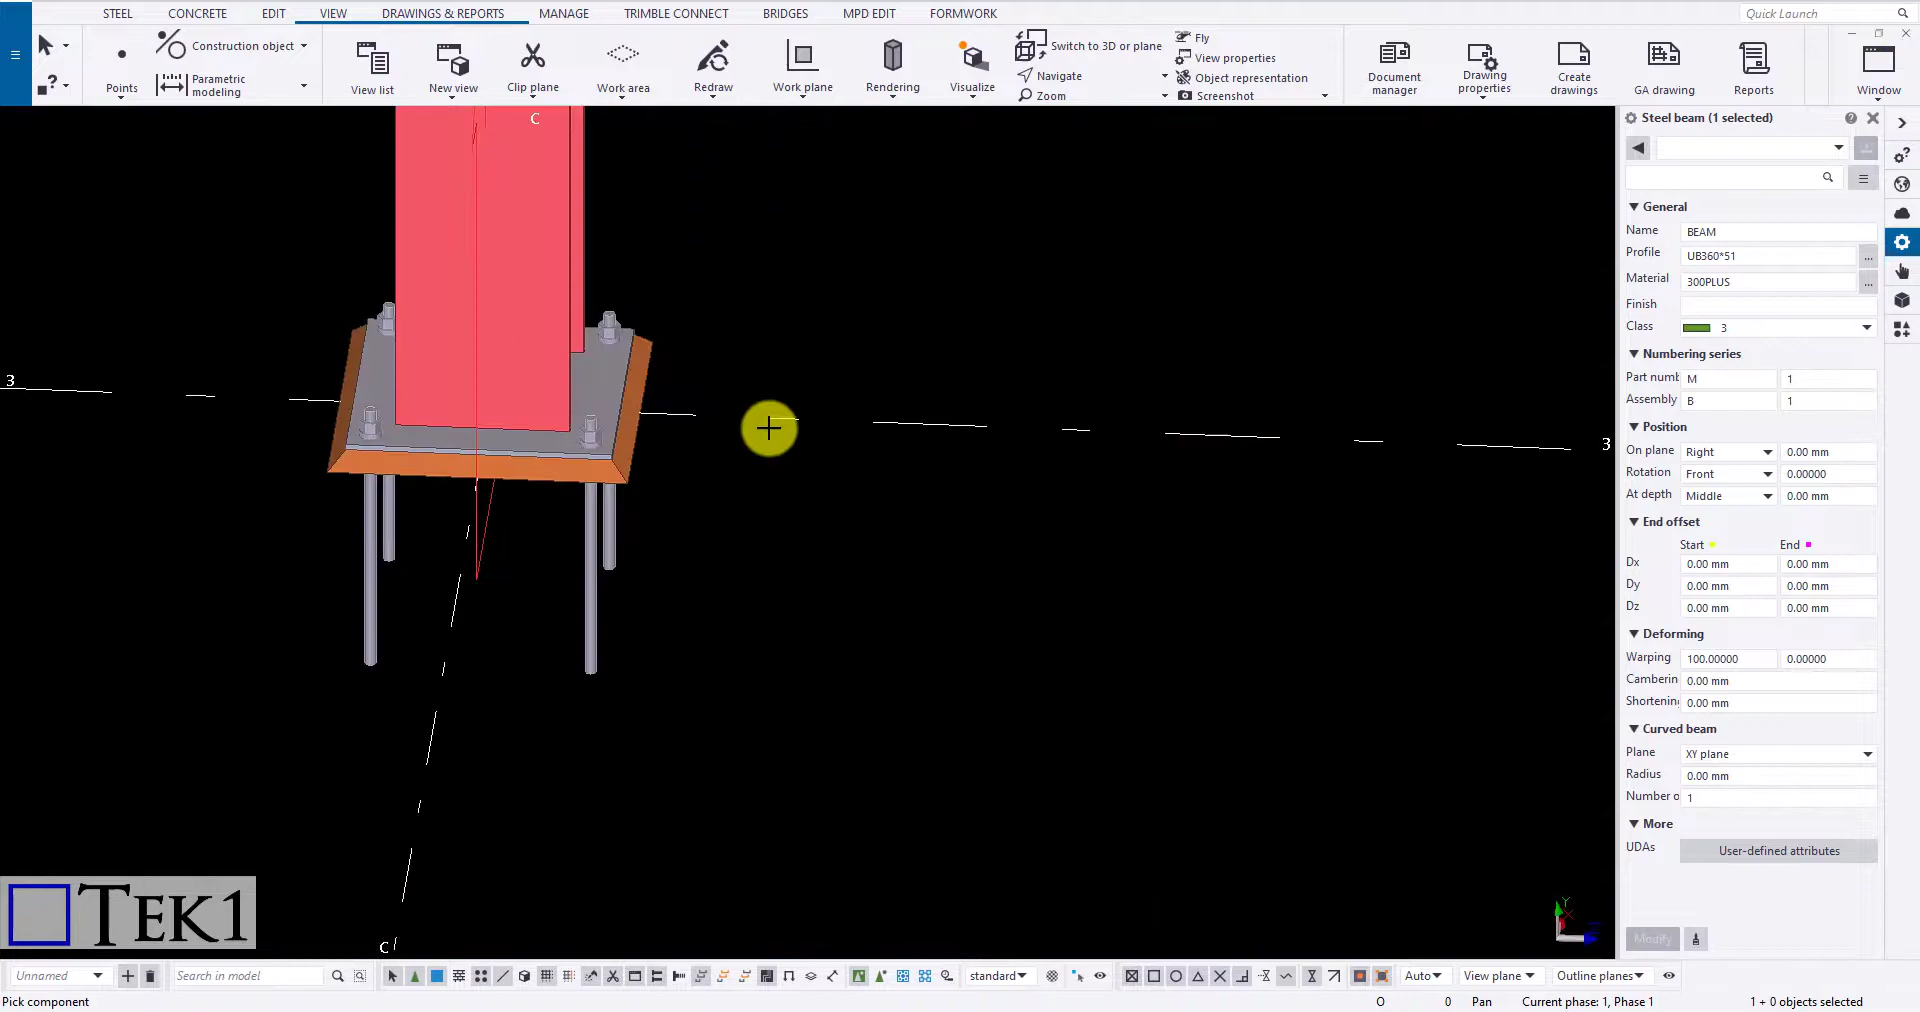 STEEL CONCRETE EDIT VIEW DRAWINGS & REPORTS MANAGE TRIMBLE CONNECT BRIDGES MPD EDIT FORMWORK Quick Launch
Points
Construction object
Parametric
modeling
View list
New view
Clip plane
Work area
Redraw
Work plane
Rendering
Visualize
Switch to 3D or plane
Navigate
Zoom
Fly
View properties
Object representation
Screenshot
Document
manager
Drawing
properties
Create
drawings
GA drawing
Reports
Window
C
3
3
C
Steel beam (1 selected)
General
Name BEAM
Profile UB360*51 ...
Material 300PLUS ...
Finish
Class 3
Numbering series
Part numb M 1
Assembly B 1
Position
On plane Right 0.00 mm
Rotation Front 0.00000
At depth Middle 0.00 mm
End offset
Start End
Dx 0.00 mm 0.00 mm
Dy 0.00 mm 0.00 mm
Dz 0.00 mm 0.00 mm
Deforming
Warping 100.00000 0.00000
Camberin 0.00 mm
Shortenin 0.00 mm
Curved beam
Plane XY plane
Radius 0.00 mm
Number o 1
More
UDAs User-defined attributes
Modify
TEK1
Y
Unnamed Search in model standard Auto View plane Outline planes
Pick component O 0 Pan Current phase: 1, Phase 1 1 + 0 objects selected